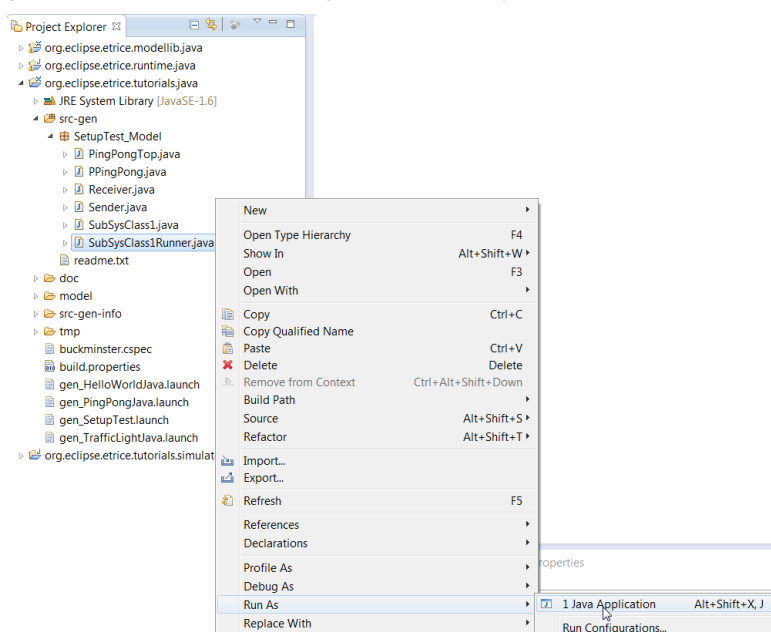 Project Explorer
org.eclipse.etrice.modellib.java
org.eclipse.etrice.runtime.java
org.eclipse.etrice.tutorials.java
JRE System Library [JavaSE-1.6]
src-gen
SetupTest_Model
PingPongTop.java
PPingPong.java
Receiver.java
Sender.java
SubSysClass1.java
SubSysClass1Runner.java
readme.txt
doc
model
src-gen-info
tmp
buckminster.cspec
build.properties
gen_HelloWorldJava.launch
gen_PingPongJava.launch
gen_SetupTest.launch
gen_TrafficLightJava.launch
org.eclipse.etrice.tutorials.simulat
New
Open Type Hierarchy F4
Show In Alt+Shift+W
Open F3
Open With
Copy Ctrl+C
Copy Qualified Name
Paste Ctrl+V
Delete Delete
Remove from Context Ctrl+Alt+Shift+Down
Build Path
Source Alt+Shift+S
Refactor Alt+Shift+T
Import...
Export...
Refresh F5
References
Declarations
Profile As
Debug As
Run As
Replace With
roperties
1 Java Application Alt+Shift+X, J
Run Configurations...